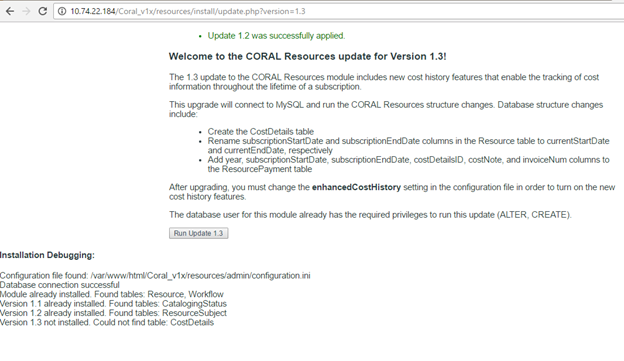 10.74.22.184/Coral_v1x/resources/install/update.php?version=1.3
Update 1.2 was successfully applied.
Welcome to the CORAL Resources update for Version 1.3!
The 1.3 update to the CORAL Resources module includes new cost history features that enable the tracking of cost
information throughout the lifetime of a subscription.
This upgrade will connect to MySQL and run the CORAL Resources structure changes. Database structure changes
include:
Create the CostDetails table
Rename subscriptionStartDate and subscriptionEndDate columns in the Resource table to currentStartDate
and currentEndDate, respectively
Add year, subscriptionStartDate, subscriptionEndDate, costDetailsID, costNote, and invoiceNum columns to
the ResourcePayment table
After upgrading, you must change the enhancedCostHistory setting in the configuration file in order to turn on the new
cost history features.
The database user for this module already has the required privileges to run this update (ALTER, CREATE).
Run Update 1.3
Installation Debugging:
Configuration file found: /var/www/html/Coral_v1x/resources/admin/configuration.ini
Database connection successful
Module already installed. Found tables: Resource, Workflow
Version 1.1 already installed. Found tables: CatalogingStatus
Version 1.2 already installed. Found tables: ResourceSubject
Version 1.3 not installed. Could not find table: CostDetails